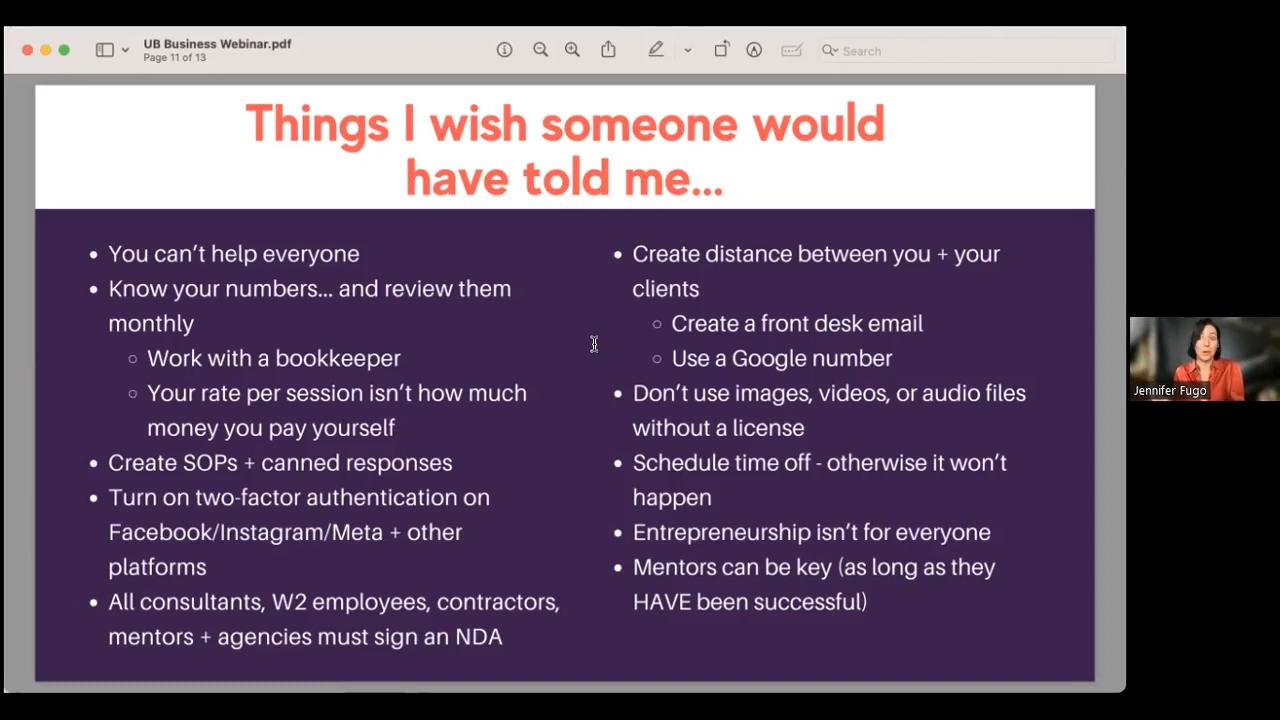 UB Business Webinar.pdf
Page 11 of 13
Search
Things I wish someone would
have told me...
• You can't help everyone
• Know your numbers... and review them
monthly
○ Work with a bookkeeper
○ Your rate per session isn't how much
money you pay yourself
• Create SOPs + canned responses
• Turn on two-factor authentication on
Facebook/Instagram/Meta + other
platforms
• All consultants, W2 employees, contractors,
mentors + agencies must sign an NDA
• Create distance between you + your
clients
○ Create a front desk email
○ Use a Google number
• Don't use images, videos, or audio files
without a license
• Schedule time off - otherwise it won't
happen
• Entrepreneurship isn't for everyone
• Mentors can be key (as long as they
HAVE been successful)
Jennifer Fugo